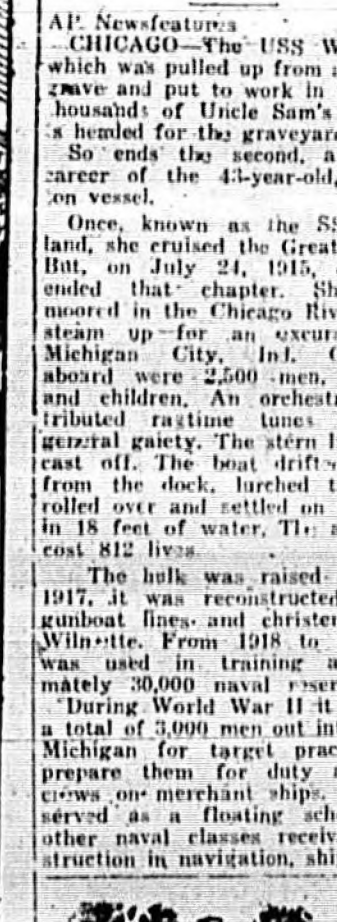 AP Newsfeatures
CHICAGO—The USS W
which was pulled up from a
grave and put to work in
housands of Uncle Sam's
s headed for the graveyard
So ends the second, a
career of the 43-year-old,
on vessel.
Once, known as the SS
land, she cruised the Great
But, on July 24, 1915,
ended that chapter. Sh
moored in the Chicago Riv
steam up for an excur
Michigan City, Ind. O
aboard were 2,500 men,
and children. An orchestr
tributed ragtime tunes
general gaiety. The stern l
cast off. The boat drifte
from the dock, lurched t
rolled over and settled on
in 18 feet of water. The a
cost 812 lives.
The hulk was raised
1917, it was reconstructed
gunboat lines and christen
Wilmette. From 1918 to
was used in training a
mately 30,000 naval reser
During World War II it
a total of 3,000 men out in
Michigan for target prac
prepare them for duty a
crews on merchant ships.
served as a floating sch
other naval classes receiv
struction in navigation, shi